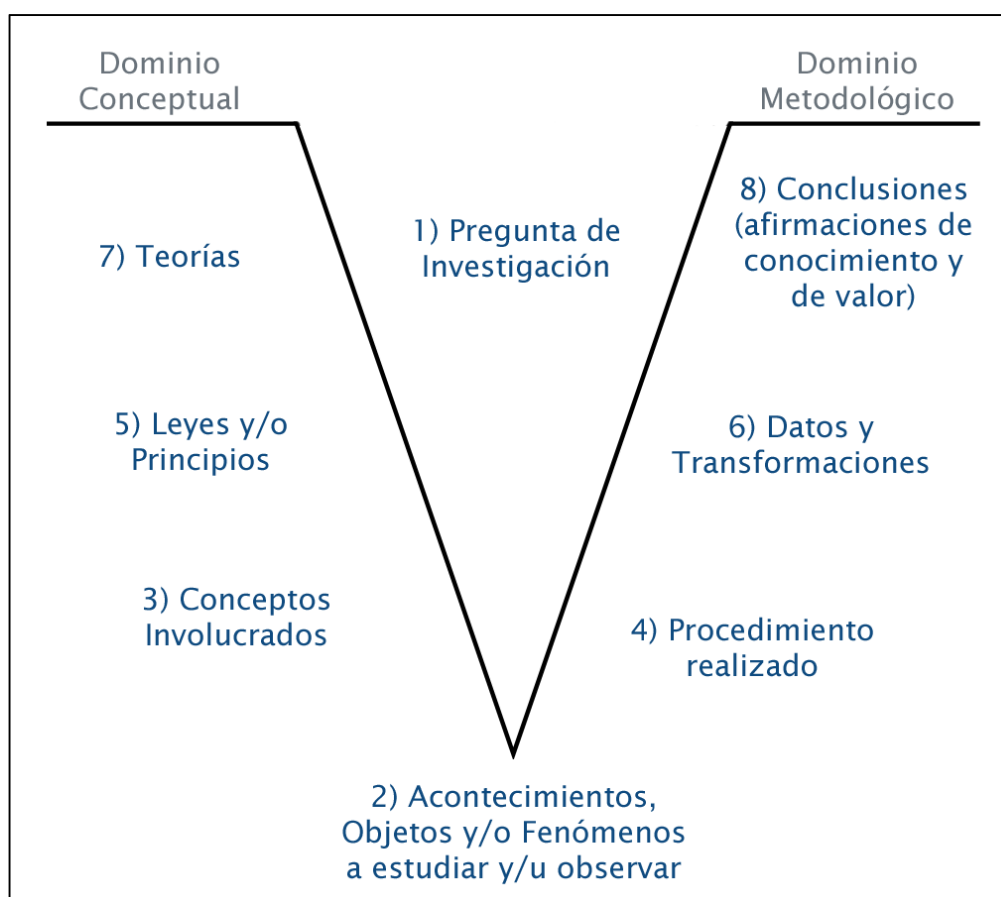 Dominio
Conceptual
Dominio
Metodológico
8) Conclusiones
(afirmaciones de
conocimiento y
de valor)
1) Pregunta de
Investigación
7) Teorías
5) Leyes y/o
Principios
6) Datos y
Transformaciones
3) Conceptos
Involucrados
4) Procedimiento
realizado
2) Acontecimientos,
Objetos y/o Fenómenos
a estudiar y/u observar